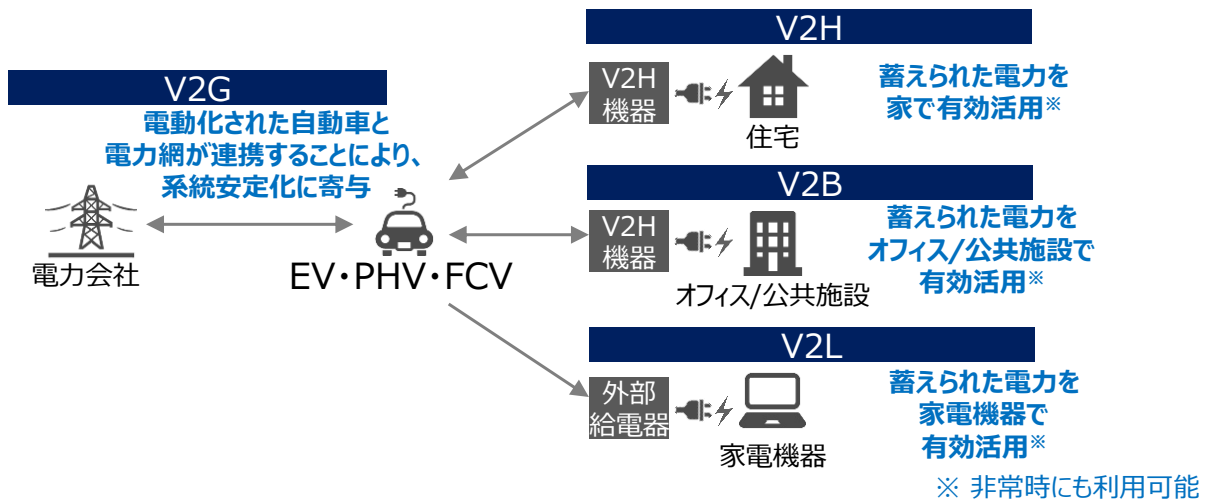 V2G
電動化された自動車と
電力網が連携することにより、
系統安定化に寄与
電力会社
EV・PHV・FCV
V2H
V2H
機器
住宅
蓄えられた電力を
家で有効活用※
V2B
V2H
機器
オフィス/公共施設
蓄えられた電力を
オフィス/公共施設で
有効活用※
V2L
外部
給電器
家電機器
蓄えられた電力を
家電機器で
有効活用※
※ 非常時にも利用可能